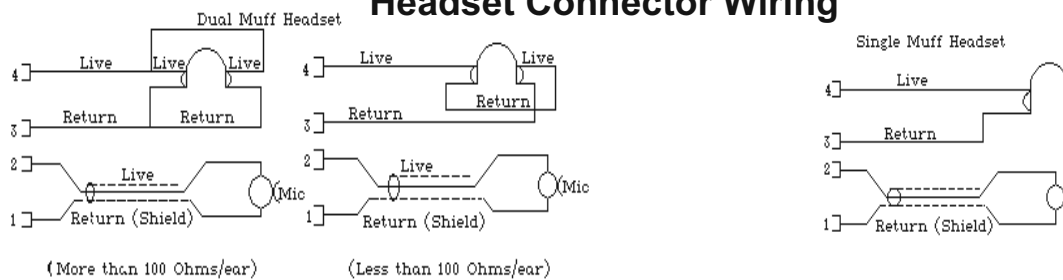 Headset Connector Wiring
Dual Muff Headset
4 Live Live Live
3 Return Return
2 Live
(Mic
1 Return (Shield)
(More than 100 Ohms/ear)
4 Live Live
Return
3 Return
2 Live
(Mic
1 Return (Shield)
(Less than 100 Ohms/ear)
Single Muff Headset
4 Live
3 Return
2
1 Return (Shield)